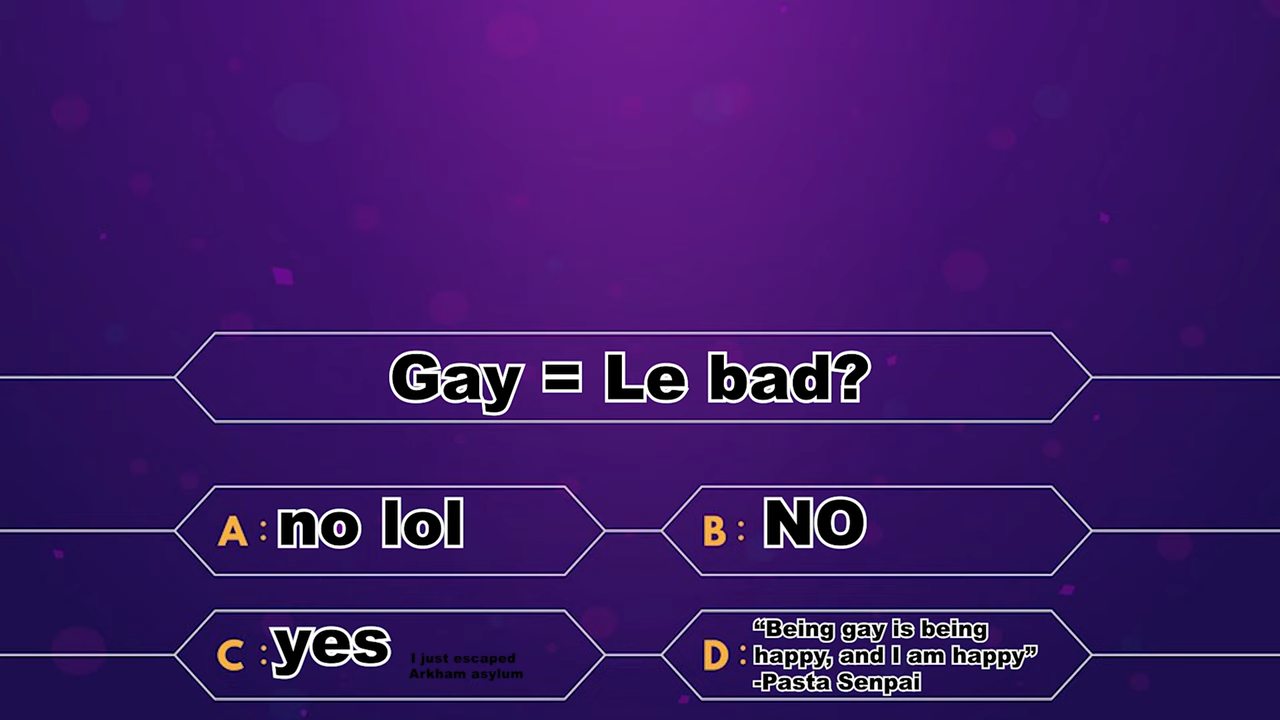 Gay = Le bad?
A : no lol
B : NO
C : yes I just escaped
Arkham asylum
D : “Being gay is being
happy, and I am happy”
-Pasta Senpai